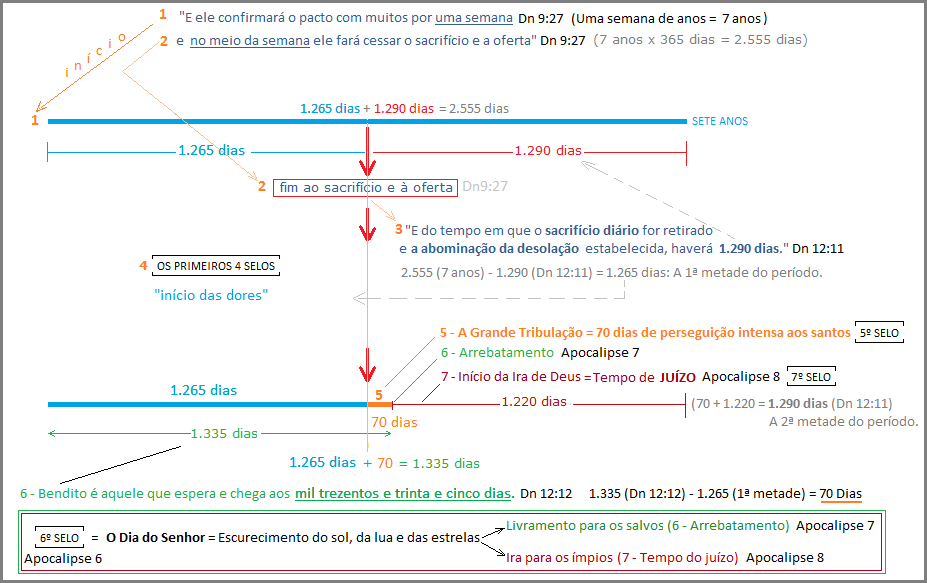 1 "E ele confirmará o pacto com muitos por uma semana Dn 9:27 (Uma semana de anos = 7 anos)
2 e no meio da semana ele fará cessar o sacrifício e a oferta" Dn 9:27 (7 anos x 365 dias = 2.555 dias)
início
1.265 dias + 1.290 dias = 2.555 dias
1 SETE ANOS
1.265 dias 1.290 dias
2 fim ao sacrifício e à oferta Dn9:27
3 "E do tempo em que o sacrifício diário for retirado
e a abominação da desolação estabelecida, haverá 1.290 dias." Dn 12:11
4 OS PRIMEIROS 4 SELOS
2.555 (7 anos) - 1.290 (Dn 12:11) = 1.265 dias: A 1ª metade do período.
"início das dores"
5 - A Grande Tribulação = 70 dias de perseguição intensa aos santos 5º SELO
6 - Arrebatamento Apocalipse 7
7 - Início da Ira de Deus = Tempo de JUÍZO Apocalipse 8 7º SELO
1.265 dias 5 1.220 dias (70 + 1.220 = 1.290 dias (Dn 12:11)
70 dias A 2ª metade do período.
1.335 dias
1.265 dias + 70 = 1.335 dias
6 - Bendito é aquele que espera e chega aos mil trezentos e trinta e cinco dias. Dn 12:12 1.335 (Dn 12:12) - 1.265 (1ª metade) = 70 Dias
Livramento para os salvos (6 - Arrebatamento) Apocalipse 7
6º SELO = O Dia do Senhor = Escurecimento do sol, da lua e das estrelas
Apocalipse 6
Ira para os ímpios (7 - Tempo do juízo) Apocalipse 8